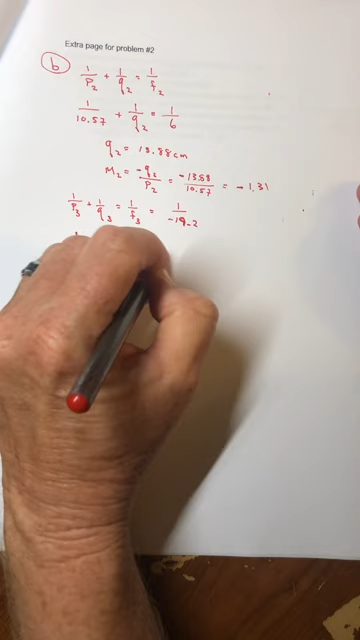 Extra page for problem #2
b
1/P2 + 1/q2 = 1/f2
1/10.57 + 1/q2 = 1/6
q2 = 13.88cm
M2 = -q2/P2 = -13.88/10.57 = -1.31
1/P3 + 1/q3 = 1/f3 = 1/-19.2